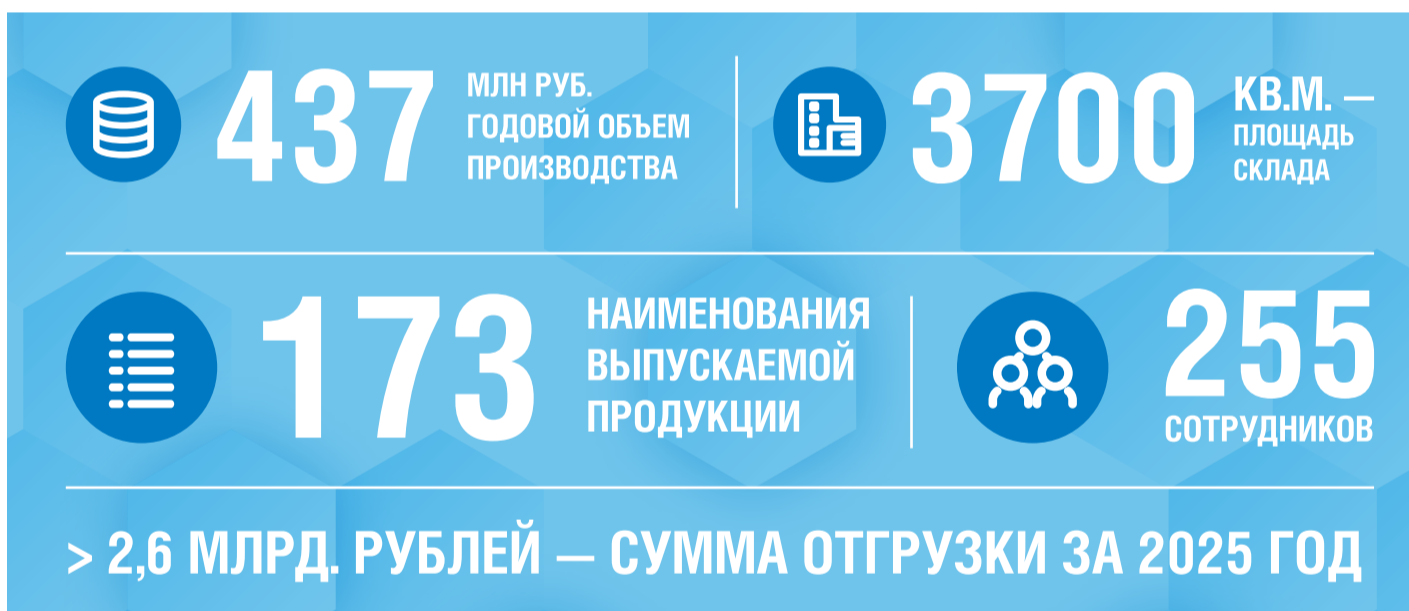 437
МЛН РУБ.
ГОДОВОЙ ОБЪЕМ
ПРОИЗВОДСТВА
3700
КВ.М. —
ПЛОЩАДЬ
СКЛАДА
173
НАИМЕНОВАНИЯ
ВЫПУСКАЕМОЙ
ПРОДУКЦИИ
255
СОТРУДНИКОВ
> 2,6 МЛРД. РУБЛЕЙ — СУММА ОТГРУЗКИ ЗА 2025 ГОД